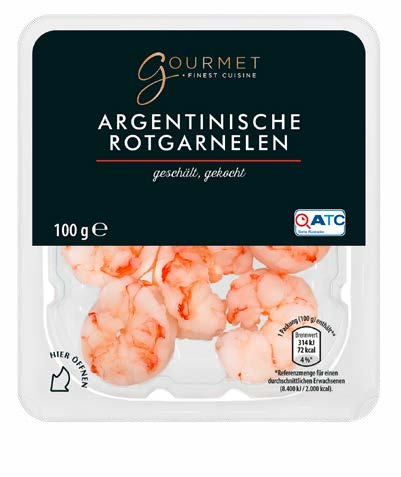 GOURMET
• FINEST CUISINE
ARGENTINISCHE
ROTGARNELEN
geschält, gekocht
100 g ℮
ATC
HIER ÖFFNEN
1 Packung (100 g) enthält**
Brennwert
314 kJ
72 kcal
4 %*
*Referenzmenge für einen
durchschnittlichen Erwachsenen
(8.400 kJ / 2.000 kcal).